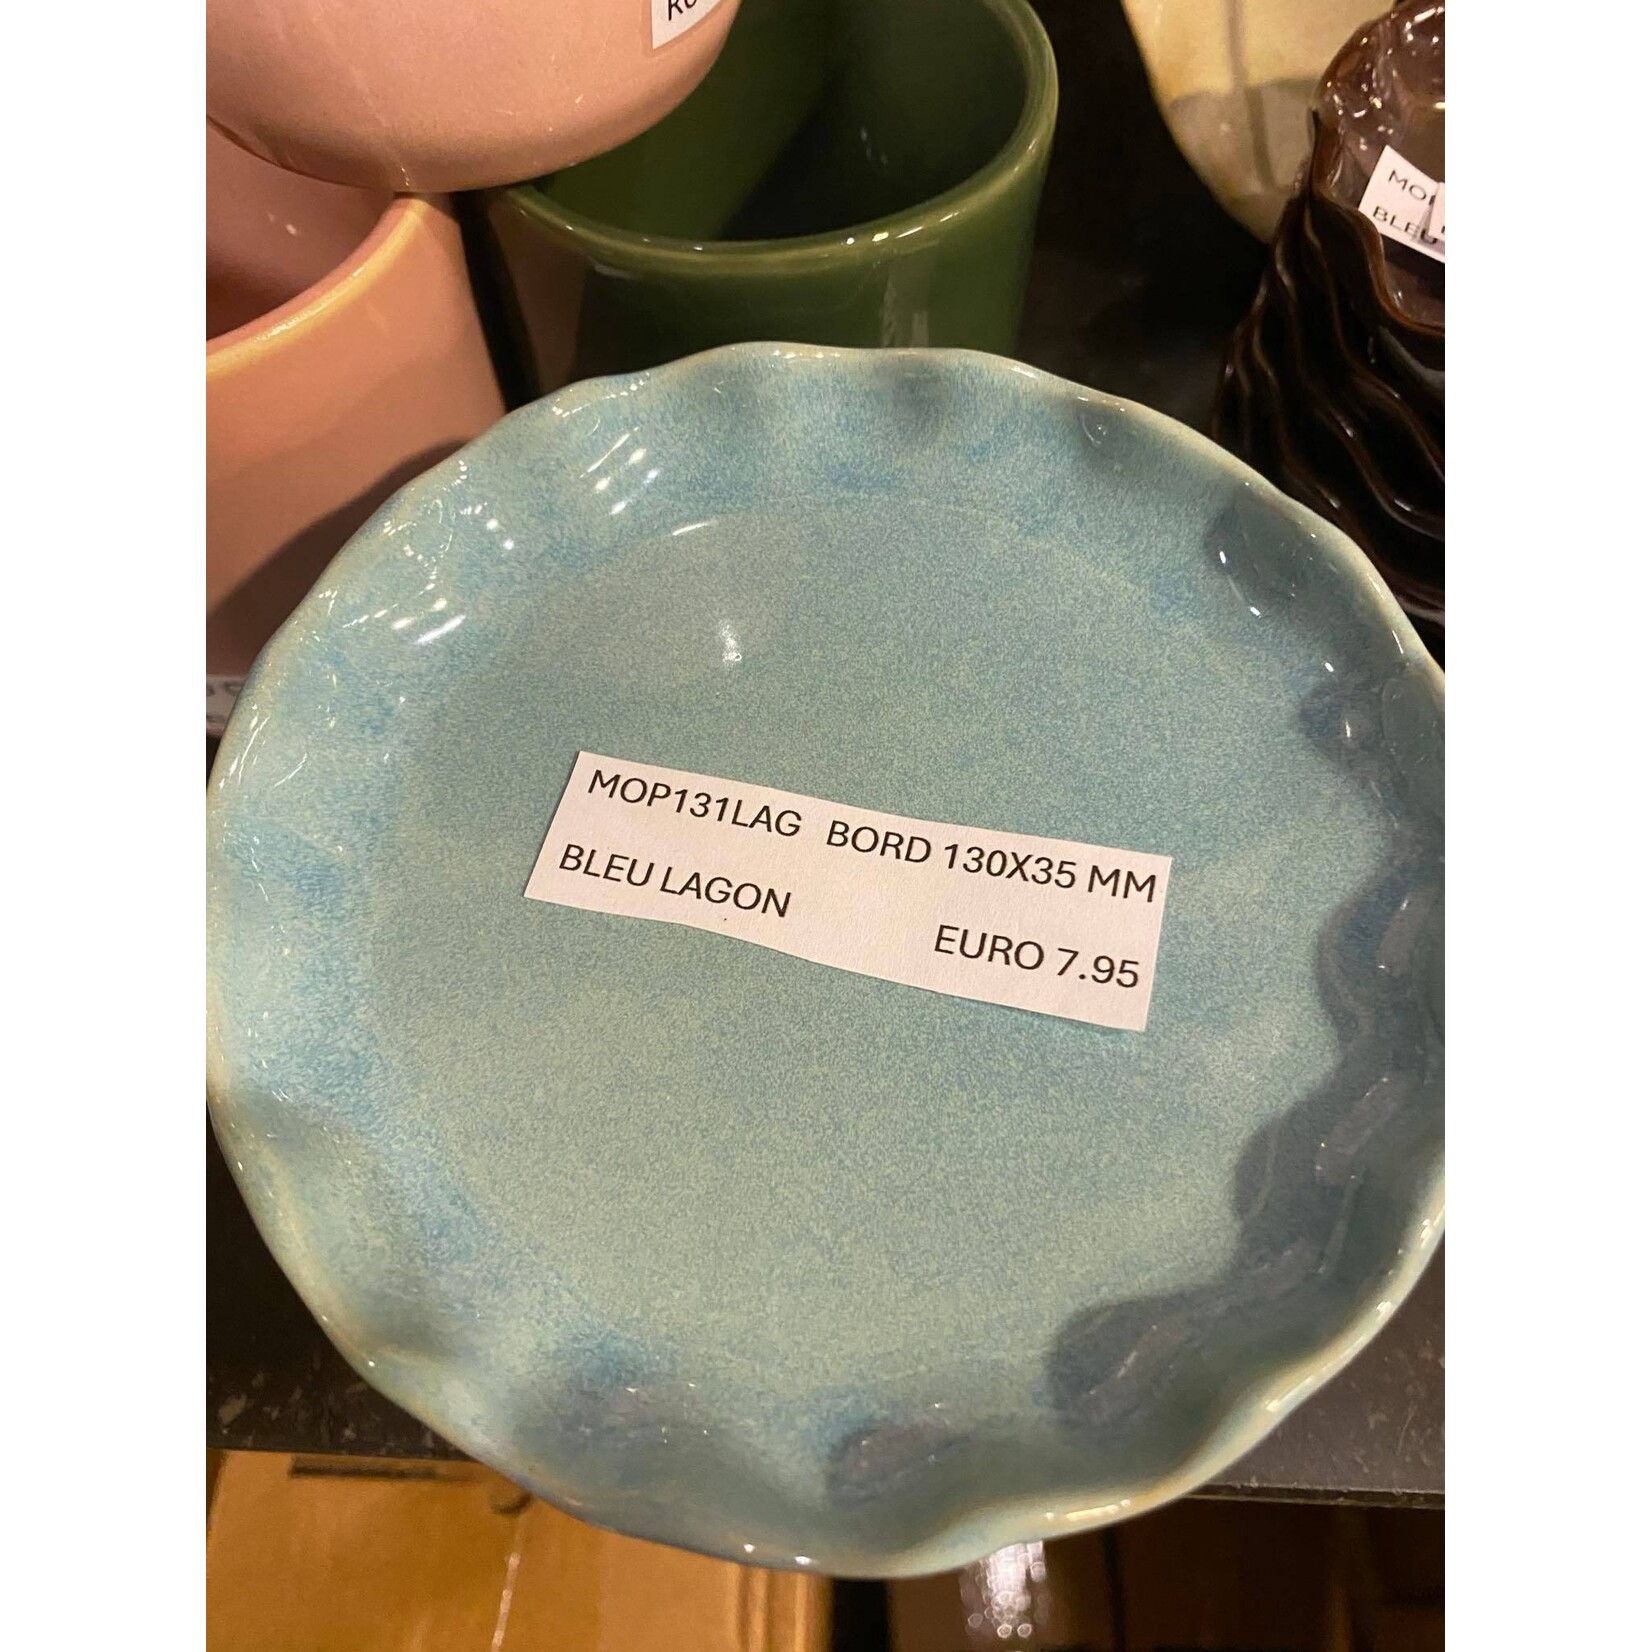 MOP131LAG BORD 130X35 MM
BLEU LAGON
EURO 7.95